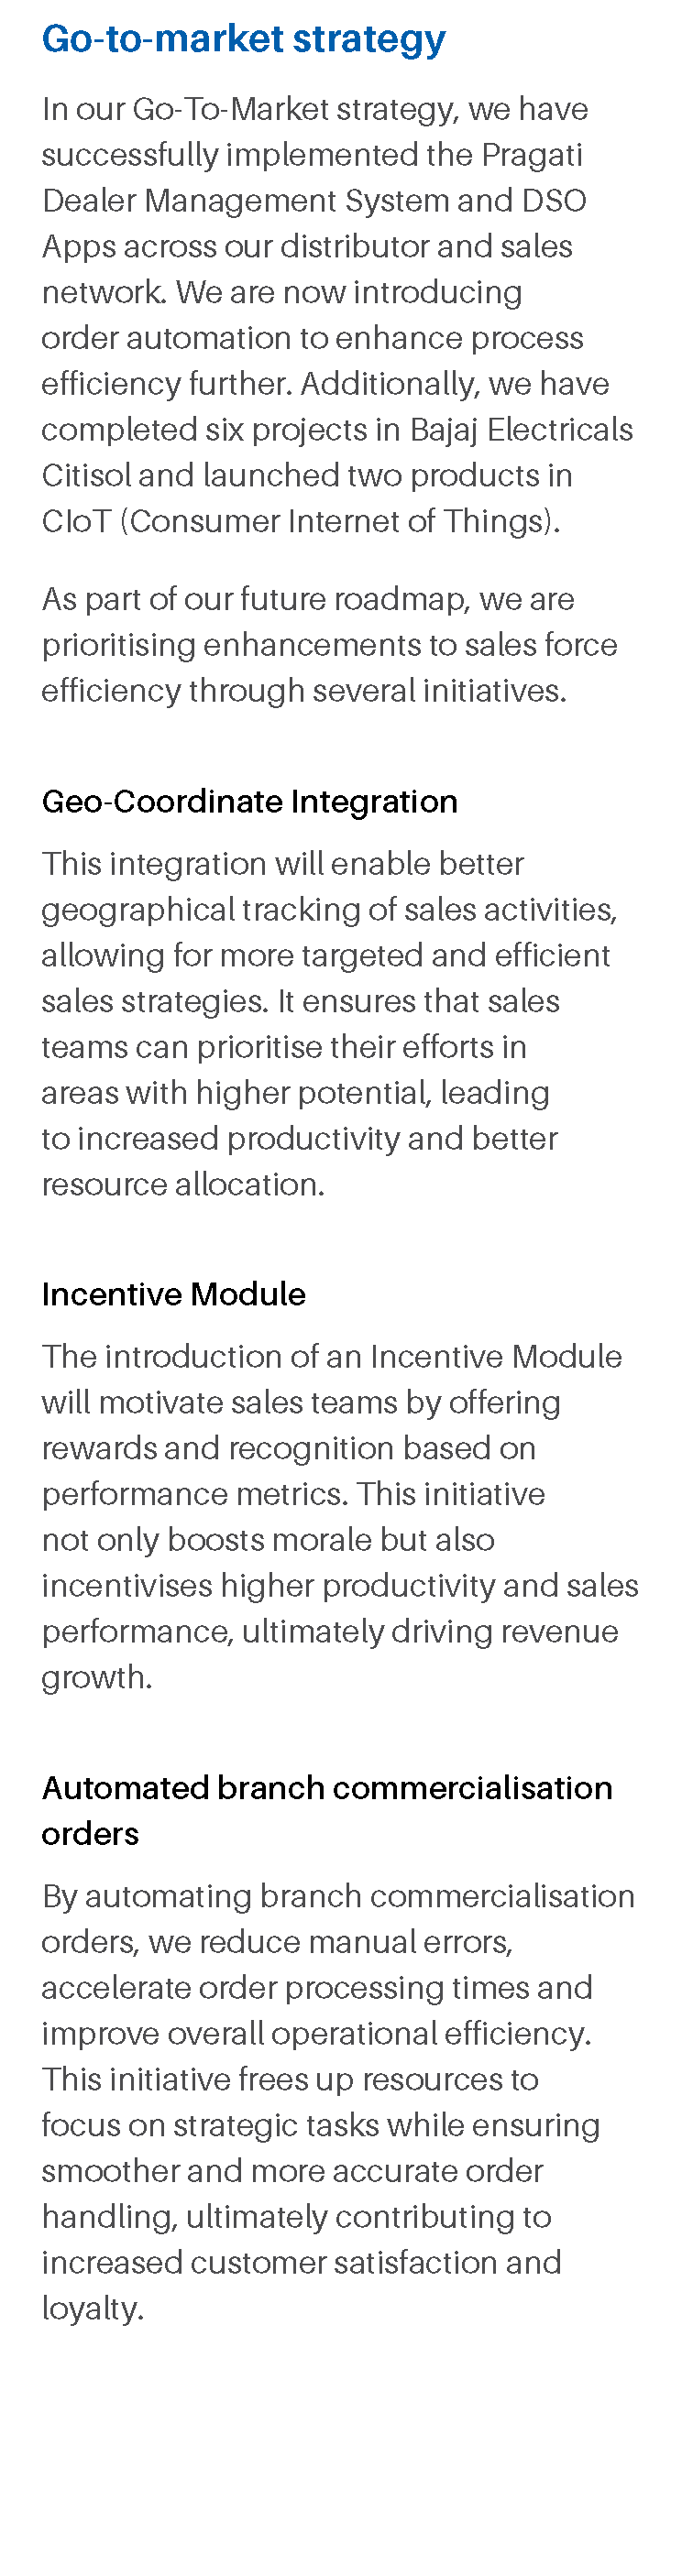 Go-to-market strategy
In our Go-To-Market strategy, we have
successfully implemented the Pragati
Dealer Management System and DSO
Apps across our distributor and sales
network. We are now introducing
order automation to enhance process
efficiency further. Additionally, we have
completed six projects in Bajaj Electricals
Citisol and launched two products in
CIoT (Consumer Internet of Things).
As part of our future roadmap, we are
prioritising enhancements to sales force
efficiency through several initiatives.
Geo-Coordinate Integration
This integration will enable better
geographical tracking of sales activities,
allowing for more targeted and efficient
sales strategies. It ensures that sales
teams can prioritise their efforts in
areas with higher potential, leading
to increased productivity and better
resource allocation.
Incentive Module
The introduction of an Incentive Module
will motivate sales teams by offering
rewards and recognition based on
performance metrics. This initiative
not only boosts morale but also
incentivises higher productivity and sales
performance, ultimately driving revenue
growth.
Automated branch commercialisation
orders
By automating branch commercialisation
orders, we reduce manual errors,
accelerate order processing times and
improve overall operational efficiency.
This initiative frees up resources to
focus on strategic tasks while ensuring
smoother and more accurate order
handling, ultimately contributing to
increased customer satisfaction and
loyalty.